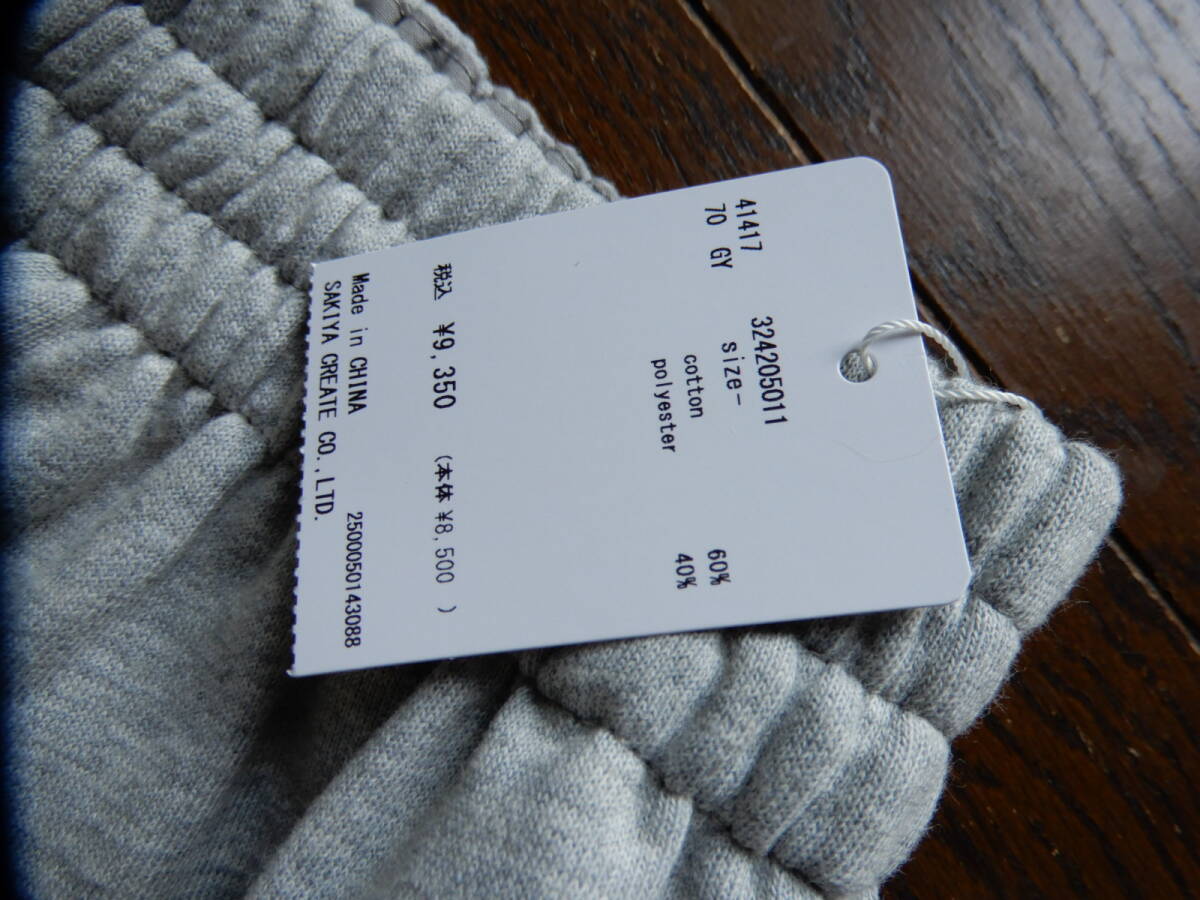 41417 324205011
70 GY size-
cotton 60%
polyester 40%
税込 ¥9,350 (本体¥8,500 )
Made in CHINA 2500050143088
SAKIYA CREATE CO.,LTD.